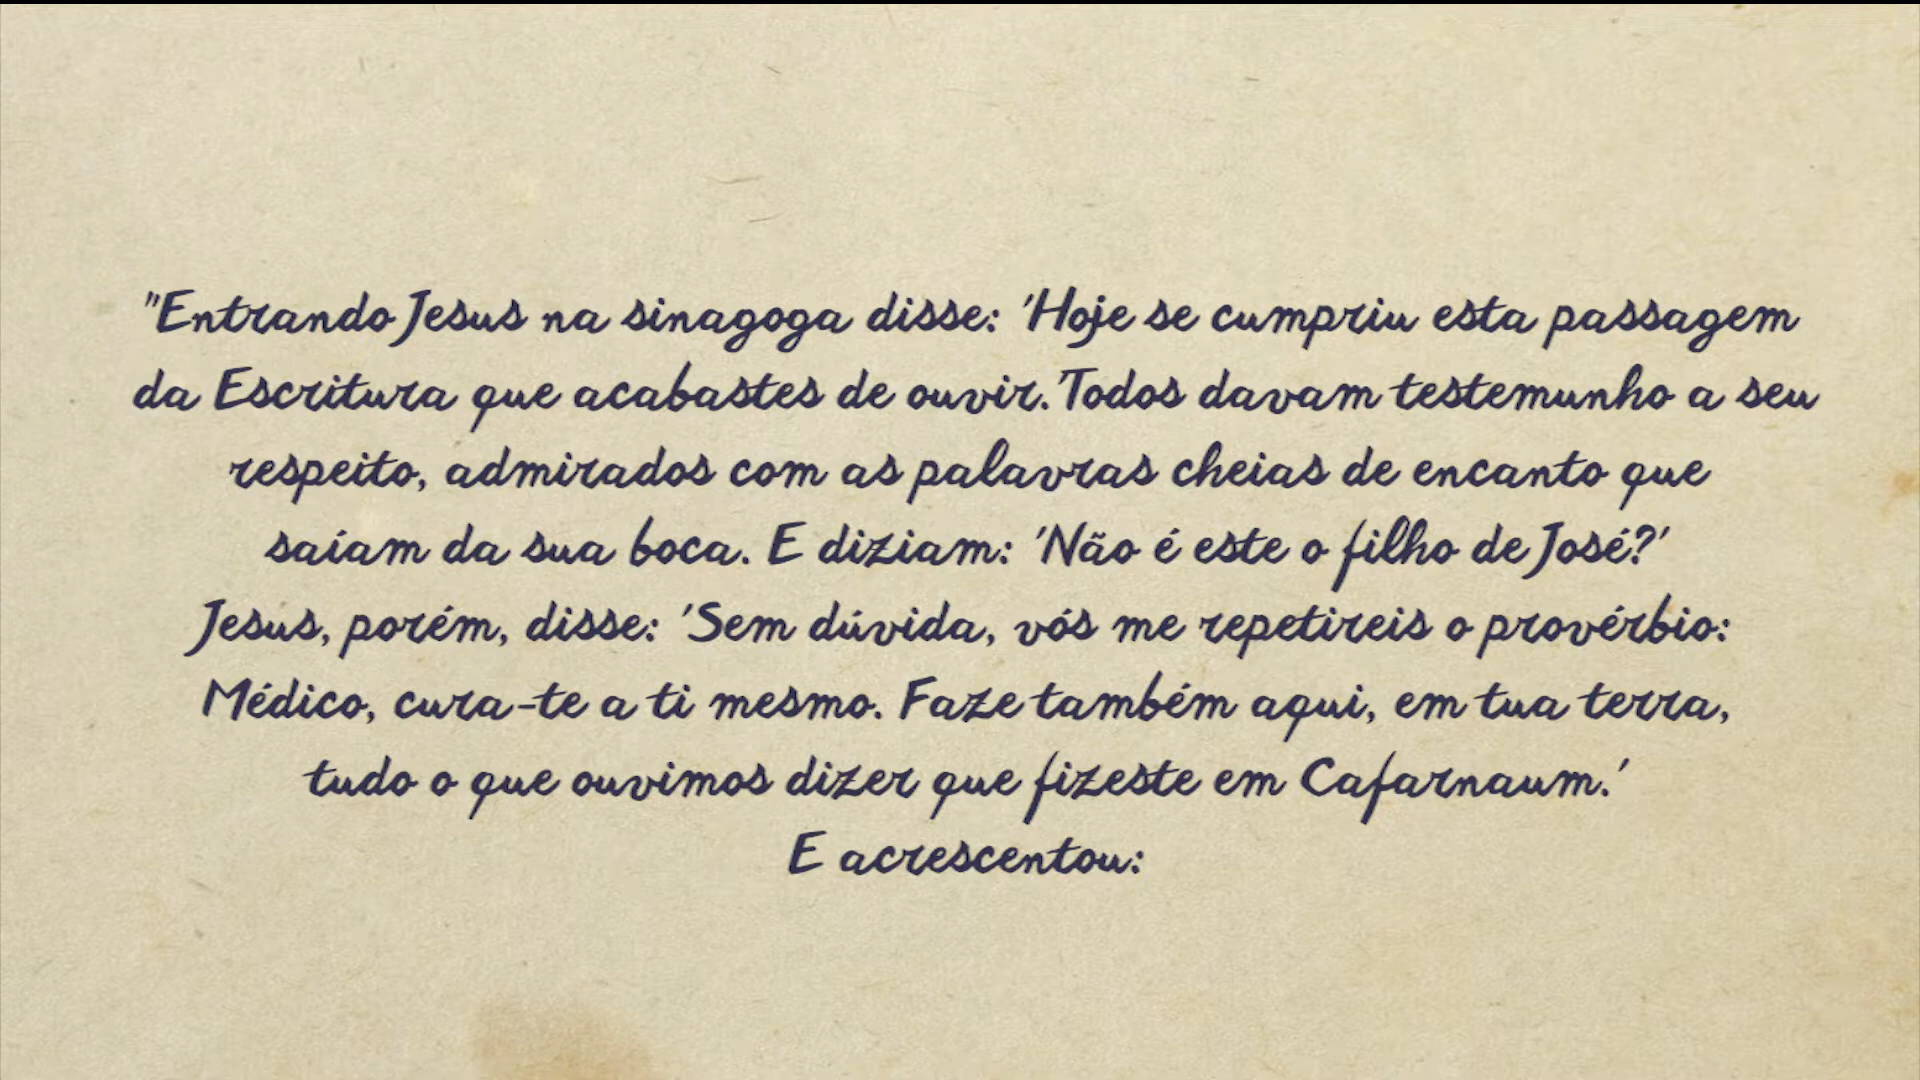 "Entrando Jesus na sinagoga disse: 'Hoje se cumpriu esta passagem
da Escritura que acabastes de ouvir.'Todos davam testemunho a seu
respeito, admirados com as palavras cheias de encanto que
saíam da sua boca. E diziam: 'Não é este o filho de José?'
Jesus, porém, disse: 'Sem dúvida, vós me repetireis o provérbio:
Médico, cura-te a ti mesmo. Faze também aqui, em tua terra,
tudo o que ouvimos dizer que fizeste em Cafarnaum.'
E acrescentou: